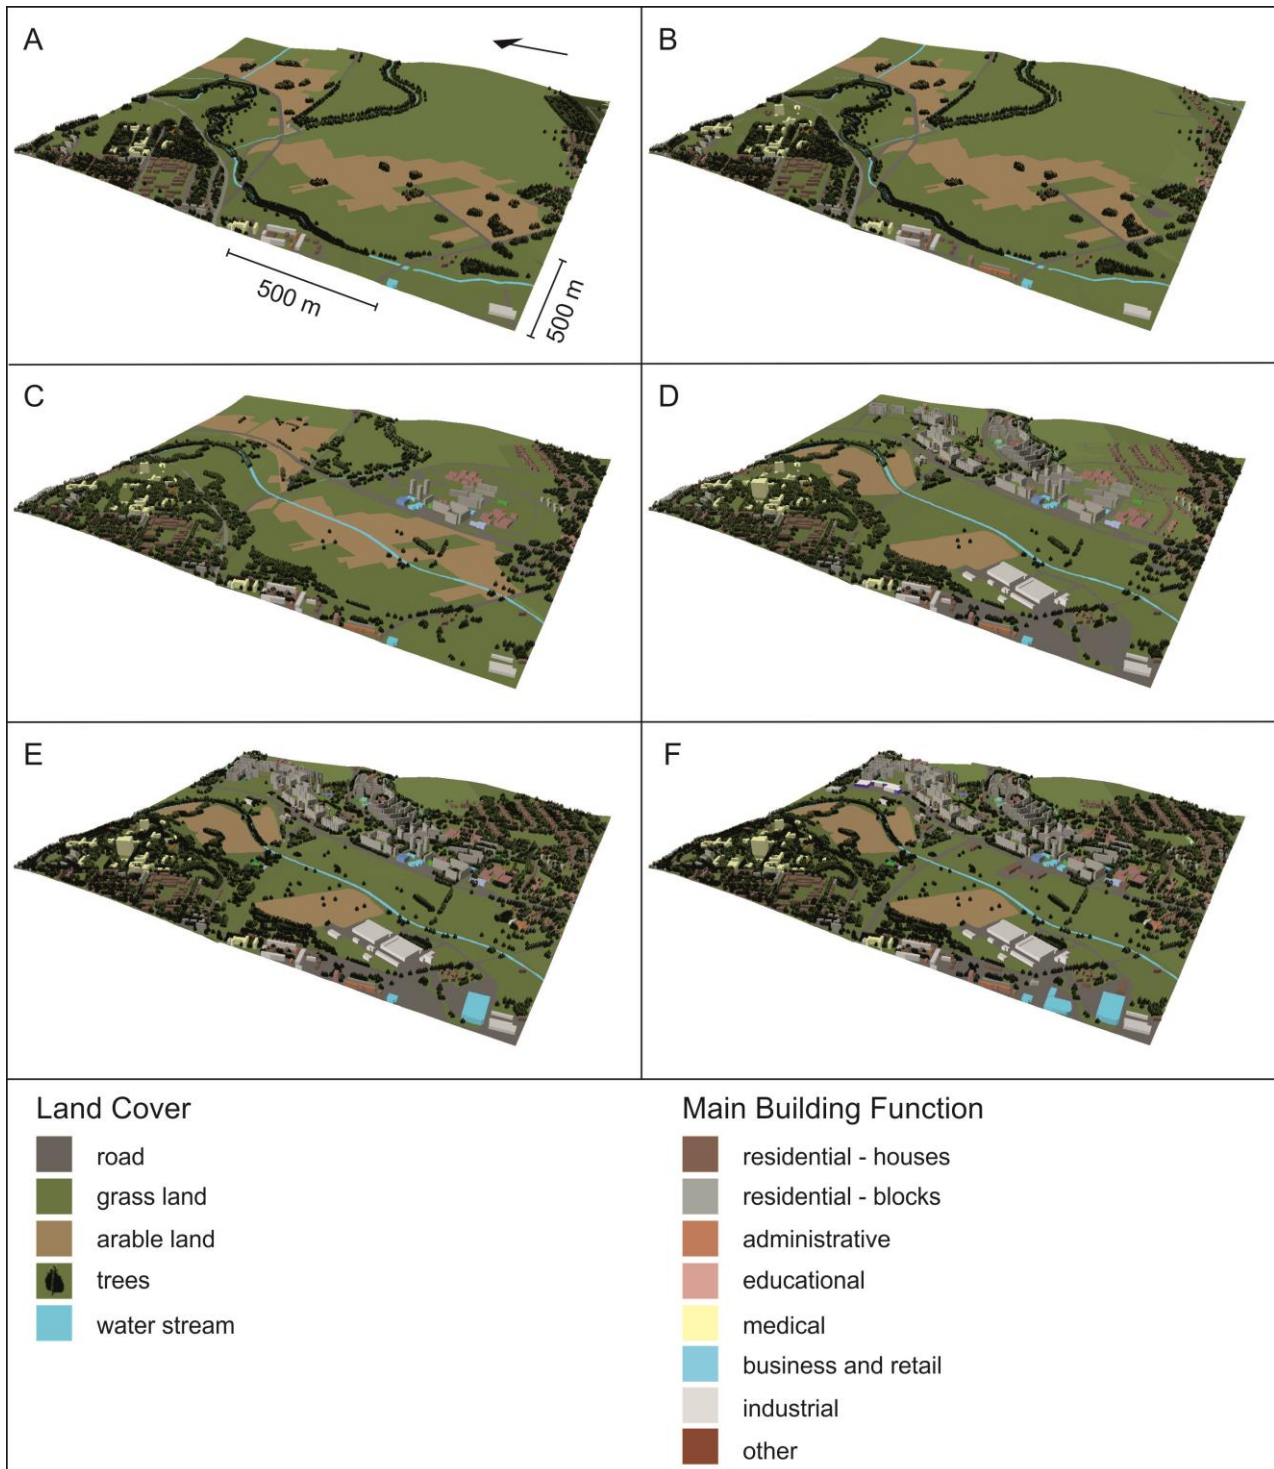 A
B
500 m
500 m
C
D
E
F
Land Cover
road
grass land
arable land
trees
water stream
Main Building Function
residential - houses
residential - blocks
administrative
educational
medical
business and retail
industrial
other